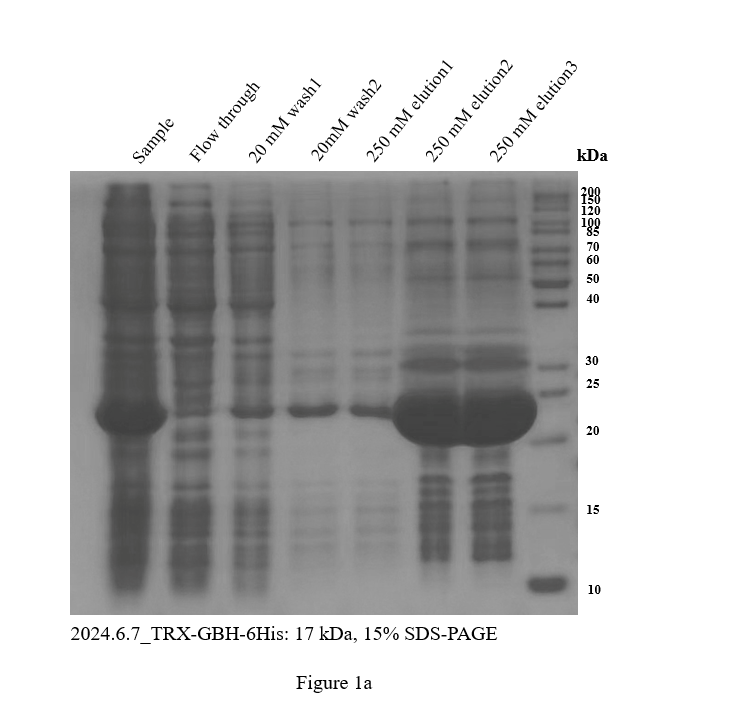 Sample
Flow through
20 mM wash1
20mM wash2
250 mM elution1
250 mM elution2
250 mM elution3
kDa
200
150
120
100
85
70
60
50
40
30
25
20
15
10
2024.6.7_TRX-GBH-6His: 17 kDa, 15% SDS-PAGE
Figure 1a